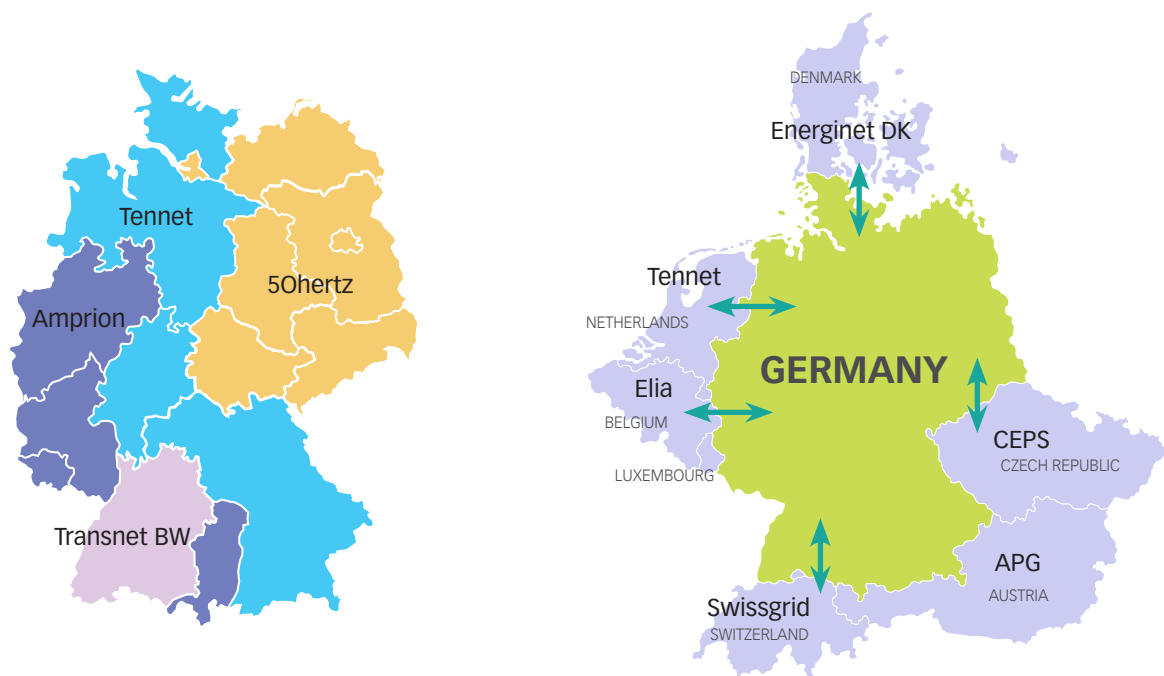 Tennet
50hertz
Amprion
Transnet BW
DENMARK
Energinet DK
Tennet
NETHERLANDS
GERMANY
Elia
BELGIUM
LUXEMBOURG
CEPS
CZECH REPUBLIC
APG
AUSTRIA
Swissgrid
SWITZERLAND